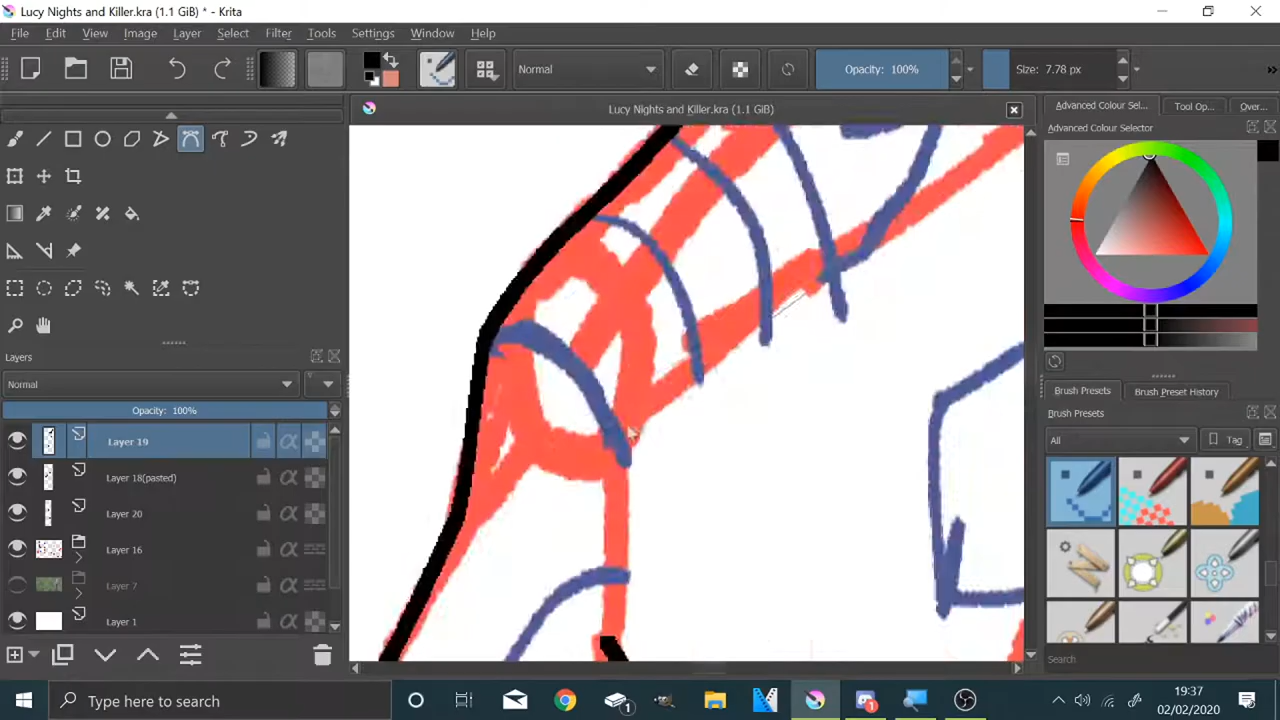 Lucy Nights and Killer.kra (1.1 GiB) * - Krita
File Edit View Image Layer Select Filter Tools Settings Window Help
Normal
Opacity: 100%
Size: 7.78 px
Lucy Nights and Killer.kra (1.1 GiB)
Advanced Colour Sel...
Tool Op...
Over...
Advanced Colour Selector
Layers
Normal
Opacity: 100%
Layer 19
Layer 18(pasted)
Layer 20
Layer 16
Layer 7
Layer 1
Brush Presets
Brush Preset History
Brush Presets
All
Tag
Search
Type here to search
1
1
19:37
02/02/2020